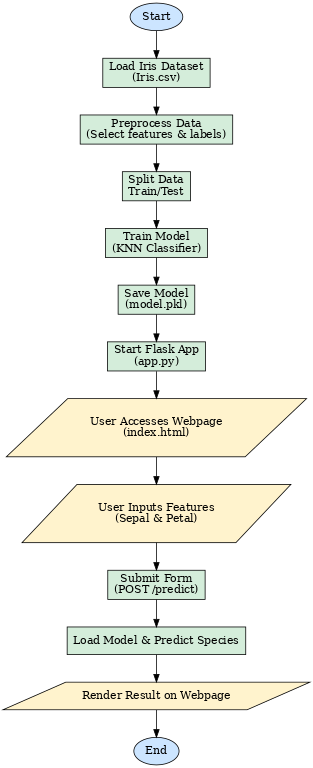 Start
Load Iris Dataset
(Iris.csv)
Preprocess Data
(Select features & labels)
Split Data
Train/Test
Train Model
(KNN Classifier)
Save Model
(model.pkl)
Start Flask App
(app.py)
User Accesses Webpage
(index.html)
User Inputs Features
(Sepal & Petal)
Submit Form
(POST /predict)
Load Model & Predict Species
Render Result on Webpage
End